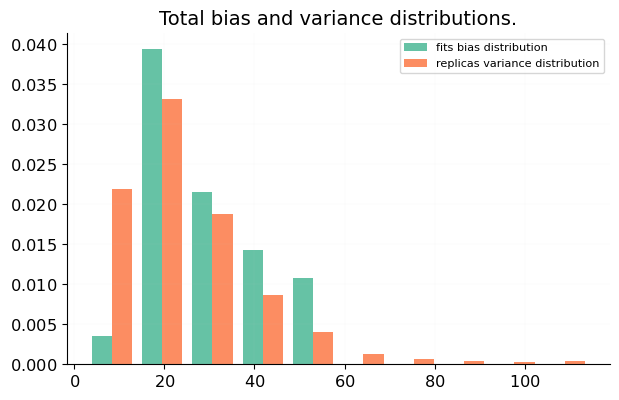 Total bias and variance distributions.
fits bias distribution
replicas variance distribution
0.040
0.035
0.030
0.025
0.020
0.015
0.010
0.005
0.000
0 20 40 60 80 100